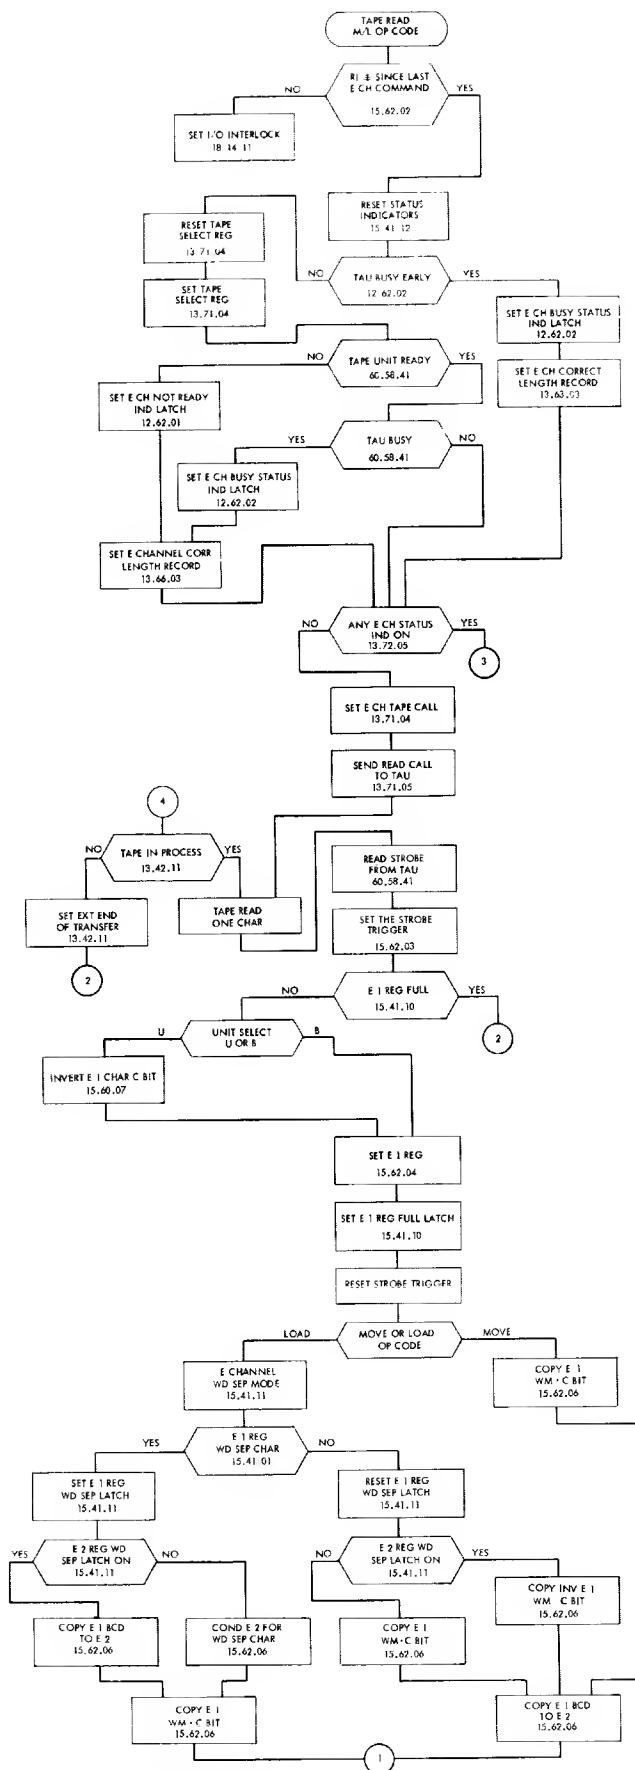 TAPE READ
M/L OP CODE
RI ‡ SINCE LAST
E CH COMMAND
15.62.02
NO
YES
SET I/O INTERLOCK
18 14 11
RESET STATUS
INDICATORS
15 41 12
RESET TAPE
SELECT REG
13.71.04
NO
TAU BUSY EARLY
12.62.02
YES
SET TAPE
SELECT REG
13.71.04
SET E CH BUSY STATUS
IND LATCH
12.62.02
NO
TAPE UNIT READY
60.58.41
YES
SET E CH CORRECT
LENGTH RECORD
13.63.03
SET E CH NOT READY
IND LATCH
12.62.01
YES
TAU BUSY
60.58.41
NO
SET E CH BUSY STATUS
IND LATCH
12.62.02
SET E CHANNEL CORR
LENGTH RECORD
13.66.03
NO
ANY E CH STATUS
IND ON
13.72.05
YES
3
SET E CH TAPE CALL
13.71.04
SEND READ CALL
TO TAU
13.71.05
4
NO
TAPE IN PROCESS
13.42.11
YES
READ STROBE
FROM TAU
60.58.41
SET EXT END
OF TRANSFER
13.42.11
TAPE READ
ONE CHAR
SET THE STROBE
TRIGGER
15.62.03
2
NO
E 1 REG FULL
15.41.10
YES
2
U
UNIT SELECT
U OR B
B
INVERT E 1 CHAR C BIT
15.60.07
SET E 1 REG
15.62.04
SET E 1 REG FULL LATCH
15.41.10
RESET STROBE TRIGGER
LOAD
MOVE OR LOAD
OP CODE
MOVE
E CHANNEL
WD SEP MODE
15.41.11
COPY E 1
WM · C BIT
15.62.06
YES
E 1 REG
WD SEP CHAR
15.41.01
NO
SET E 1 REG
WD SEP LATCH
15.41.11
RESET E 1 REG
WD SEP LATCH
15.41.11
YES
E 2 REG WD
SEP LATCH ON
15.41.11
NO
NO
E 2 REG WD
SEP LATCH ON
15.41.11
YES
COPY INV E 1
WM · C BIT
15.62.06
COPY E 1 BCD
TO E 2
15.62.06
COND E 2 FOR
WD SEP CHAR
15.62.06
COPY E 1
WM · C BIT
15.62.06
COPY E 1
WM · C BIT
15.62.06
COPY E 1 BCD
TO E 2
15.62.06
1